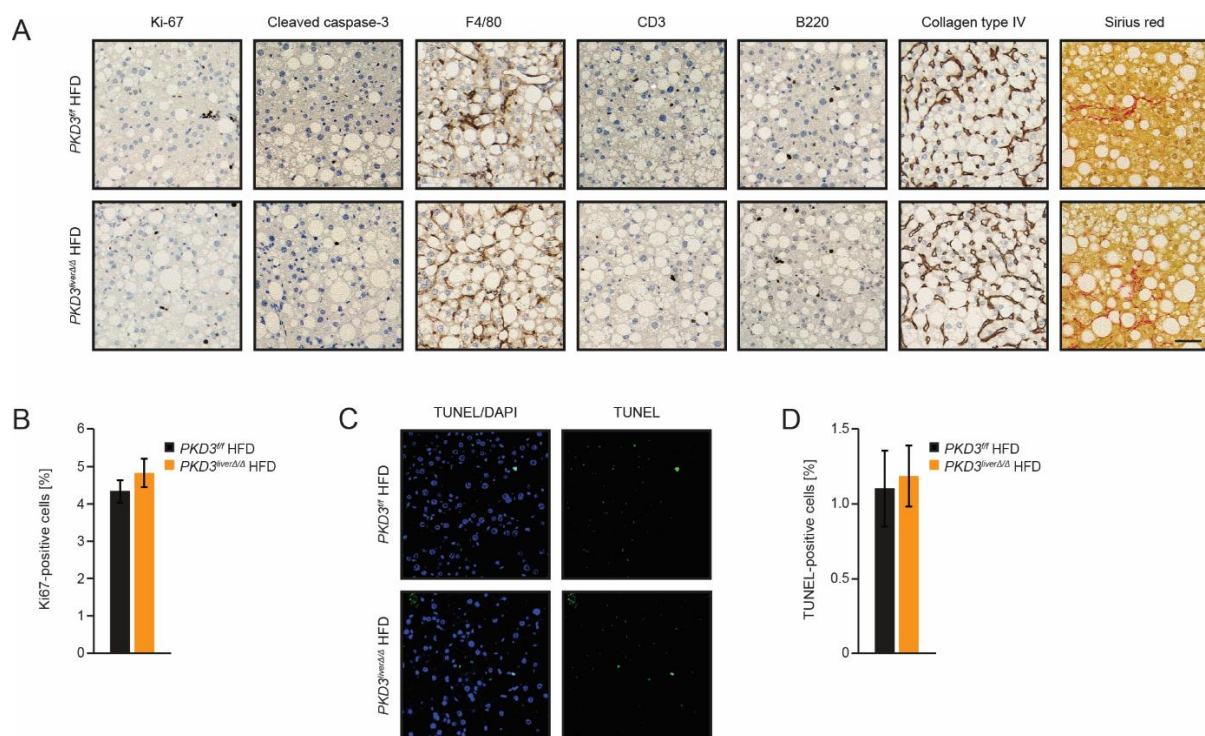 A
Ki-67 Cleaved caspase-3 F4/80 CD3 B220 Collagen type IV Sirius red
PKD3f/f HFD
PKD3liverΔ/Δ HFD
B
Ki67-positive cells [%]
6
5
4
3
2
1
0
PKD3f/f HFD
PKD3liverΔ/Δ HFD
C
TUNEL/DAPI TUNEL
PKD3f/f HFD
PKD3liverΔ/Δ HFD
D
TUNEL-positive cells [%]
1.5
1.0
0.5
0
PKD3f/f HFD
PKD3liverΔ/Δ HFD